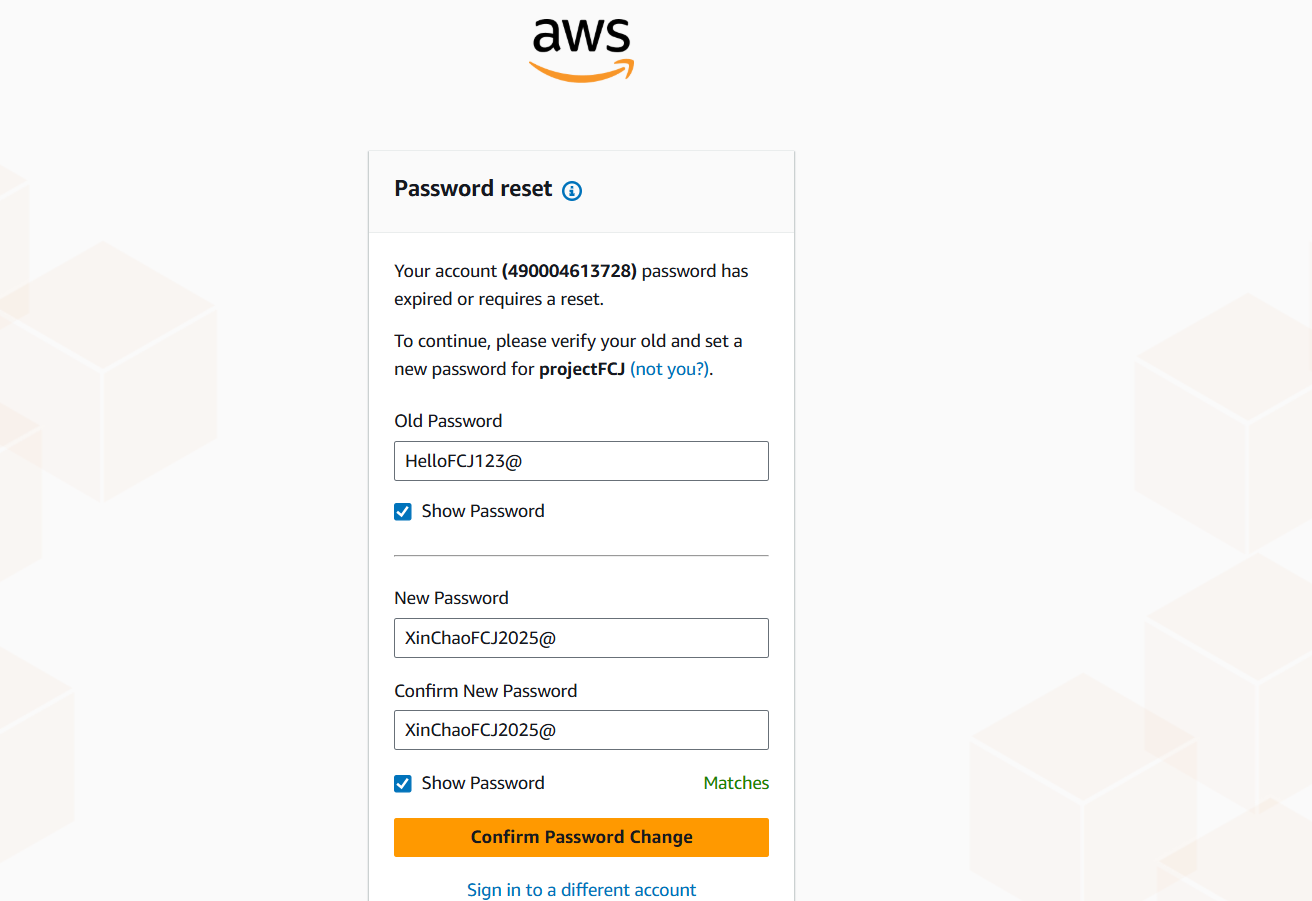 aws
Password reset
Your account (490004613728) password has
expired or requires a reset.
To continue, please verify your old and set a
new password for projectFCJ (not you?).
Old Password
HelloFCJ123@
Show Password
New Password
XinChaoFCJ2025@
Confirm New Password
XinChaoFCJ2025@
Show Password Matches
Confirm Password Change
Sign in to a different account